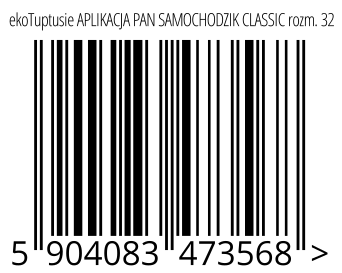 ekoTuptusie APLIKACJA PAN SAMOCHODZIK CLASSIC rozm. 32
5 904083 473568 >